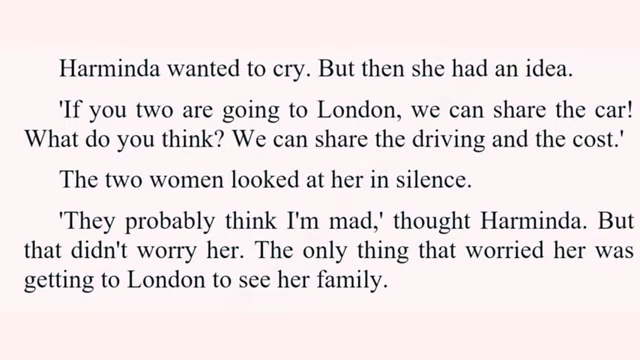 Harminda wanted to cry. But then she had an idea.
'If you two are going to London, we can share the car!
What do you think? We can share the driving and the cost.'
The two women looked at her in silence.
'They probably think I'm mad,' thought Harminda. But
that didn't worry her. The only thing that worried her was
getting to London to see her family.